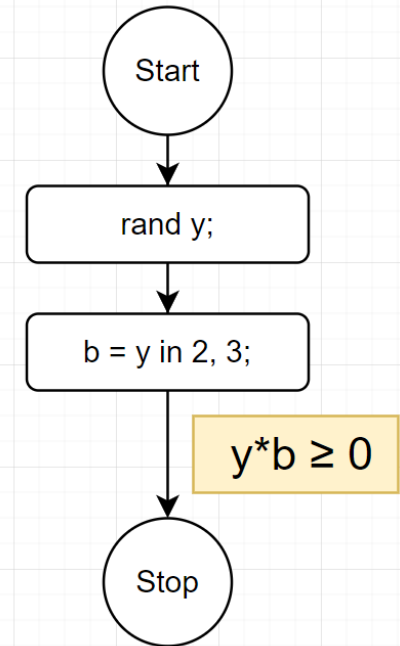 Start
rand y;
b = y in 2, 3;
y*b ≥ 0
Stop